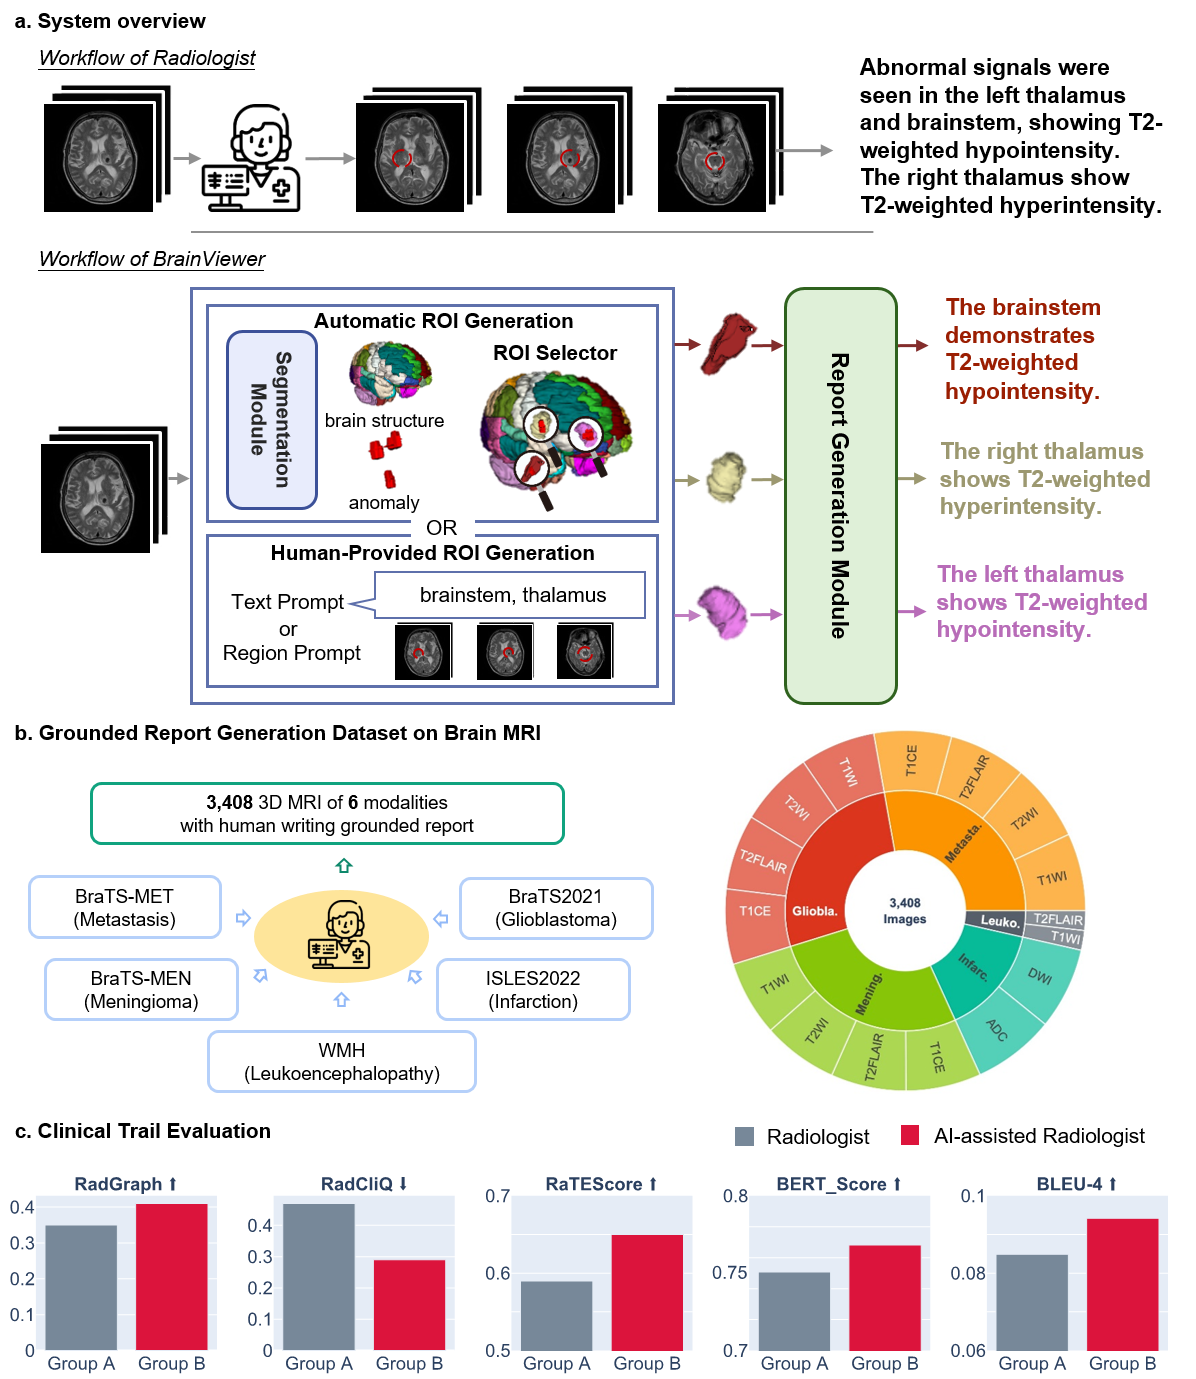 a. System overview
Workflow of Radiologist
Abnormal signals were
seen in the left thalamus
and brainstem, showing T2-
weighted hypointensity.
The right thalamus show
T2-weighted hyperintensity.
Workflow of BrainViewer
Automatic ROI Generation
Segmentation
Module
brain structure
anomaly
ROI Selector
OR
Human-Provided ROI Generation
Text Prompt
brainstem, thalamus
or
Region Prompt
Report Generation Module
The brainstem
demonstrates
T2-weighted
hypointensity.
The right thalamus
shows T2-weighted
hyperintensity.
The left thalamus
shows T2-weighted
hypointensity.
b. Grounded Report Generation Dataset on Brain MRI
3,408 3D MRI of 6 modalities
with human writing grounded report
BraTS-MET
(Metastasis)
BraTS2021
(Glioblastoma)
BraTS-MEN
(Meningioma)
ISLES2022
(Infarction)
WMH
(Leukoencephalopathy)
3,408
Images
Metasta.
T1CE
T2FLAIR
T2WI
T1WI
Leuko.
T2FLAIR
T1WI
Infarc.
DWI
ADC
Mening.
T1CE
T2FLAIR
T2WI
T1WI
Gliobla.
T1CE
T2FLAIR
T2WI
T1WI
c. Clinical Trail Evaluation
Radiologist
AI-assisted Radiologist
RadGraph ↑
0.4
0.3
0.2
0.1
0
Group A
Group B
RadCliQ ↓
0.4
0.3
0.2
0.1
0
Group A
Group B
RaTEScore ↑
0.7
0.6
0.5
Group A
Group B
BERT_Score ↑
0.8
0.75
0.7
Group A
Group B
BLEU-4 ↑
0.1
0.08
0.06
Group A
Group B